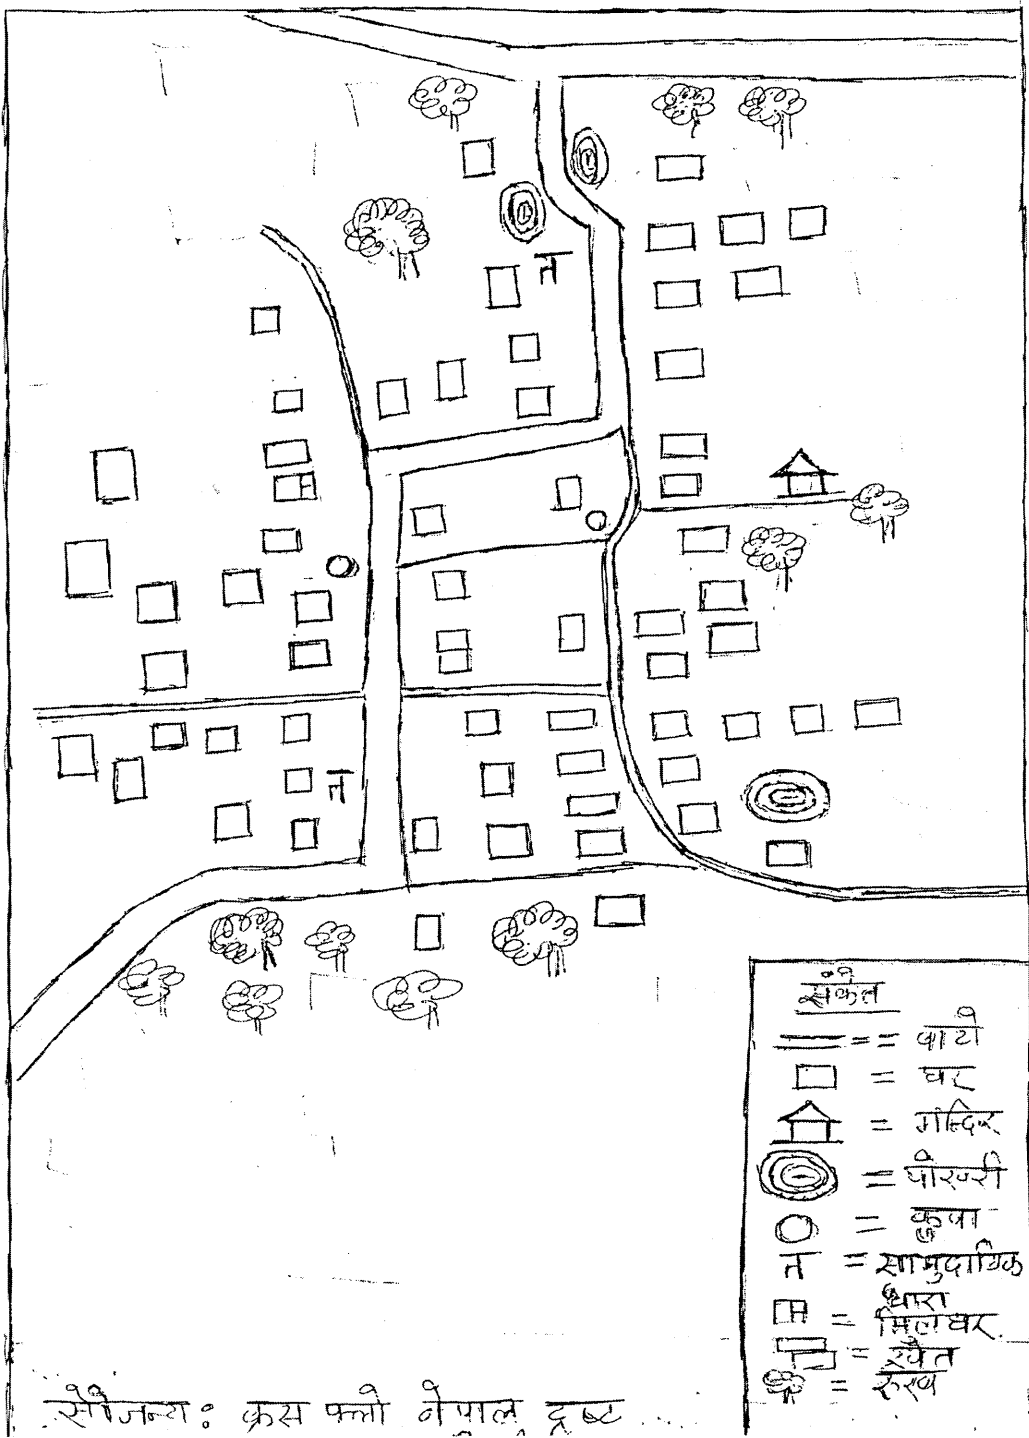 त
त
संकेत
= = बाटो
= घर
= मन्दिर
= पोखरी
= कुवा
त = सामुदायिक
धारा
= मिलघर
= खेत
= रुख
सौजन्य: क्रस फ्लो नेपाल ट्रष्ट